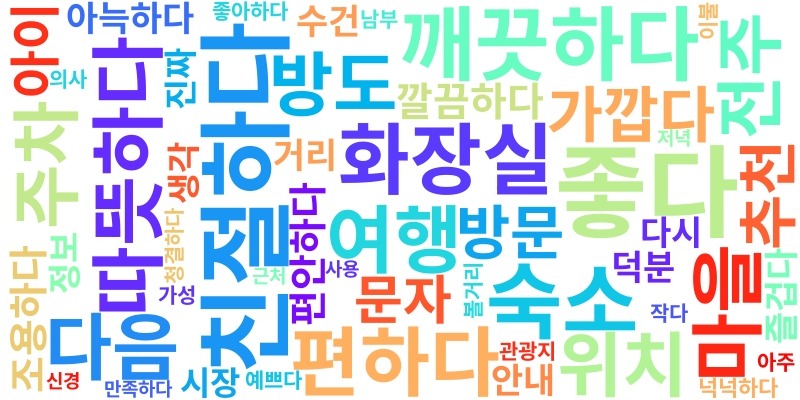 아이
아늑하다
좋아하다
수건
남부
깨끗하다
이불
전주
의사
진짜
친절하다
방도
깔끔하다
가깝다
따뜻하다
주차
생각
거리
화장실
저녁
좋다
추천
정보
청결하다
편안하다
여행
방문
다시
덕분
근처
사용
조용하다
가성
문자
볼거리
숙소
작다
마을
즐겁다
다음
편하다
관광지
위치
아주
신경
만족하다
시장
예쁘다
안내
넉넉하다